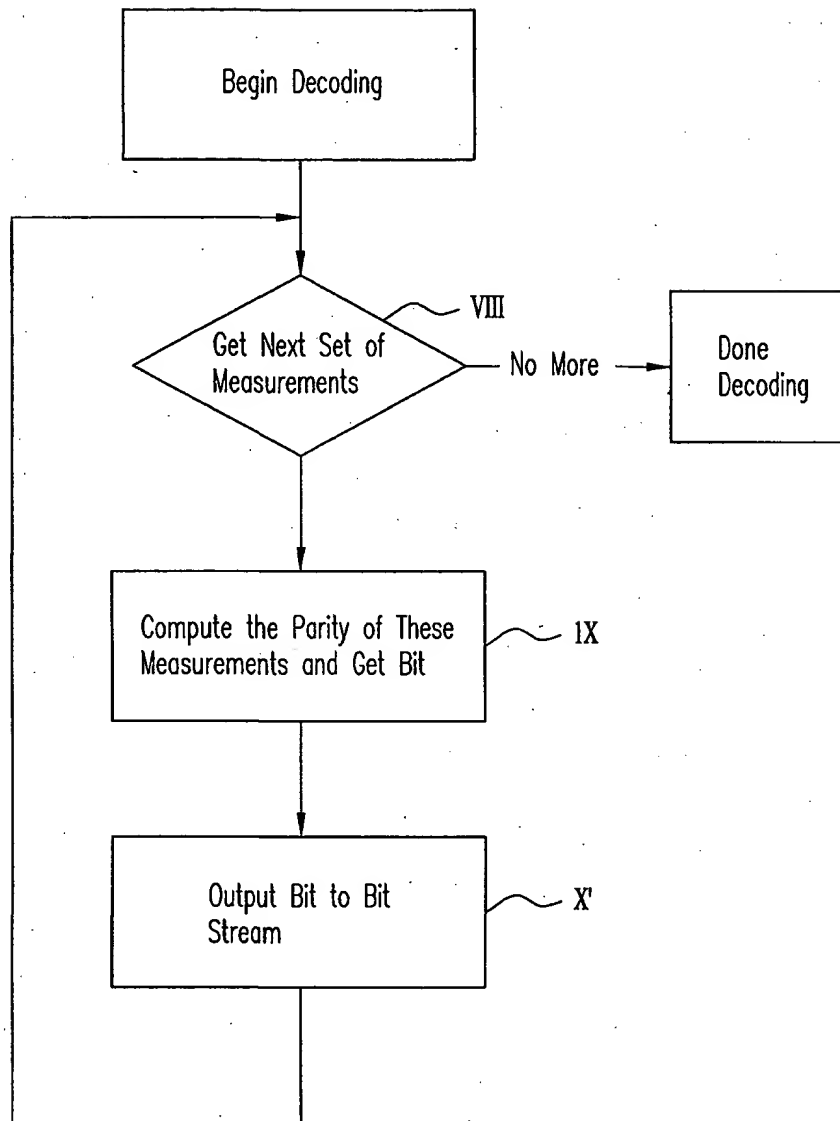 Begin Decoding
VIII
Get Next Set of
Measurements
No More
Done
Decoding
Compute the Parity of These
Measurements and Get Bit
1X
Output Bit to Bit
Stream
X'